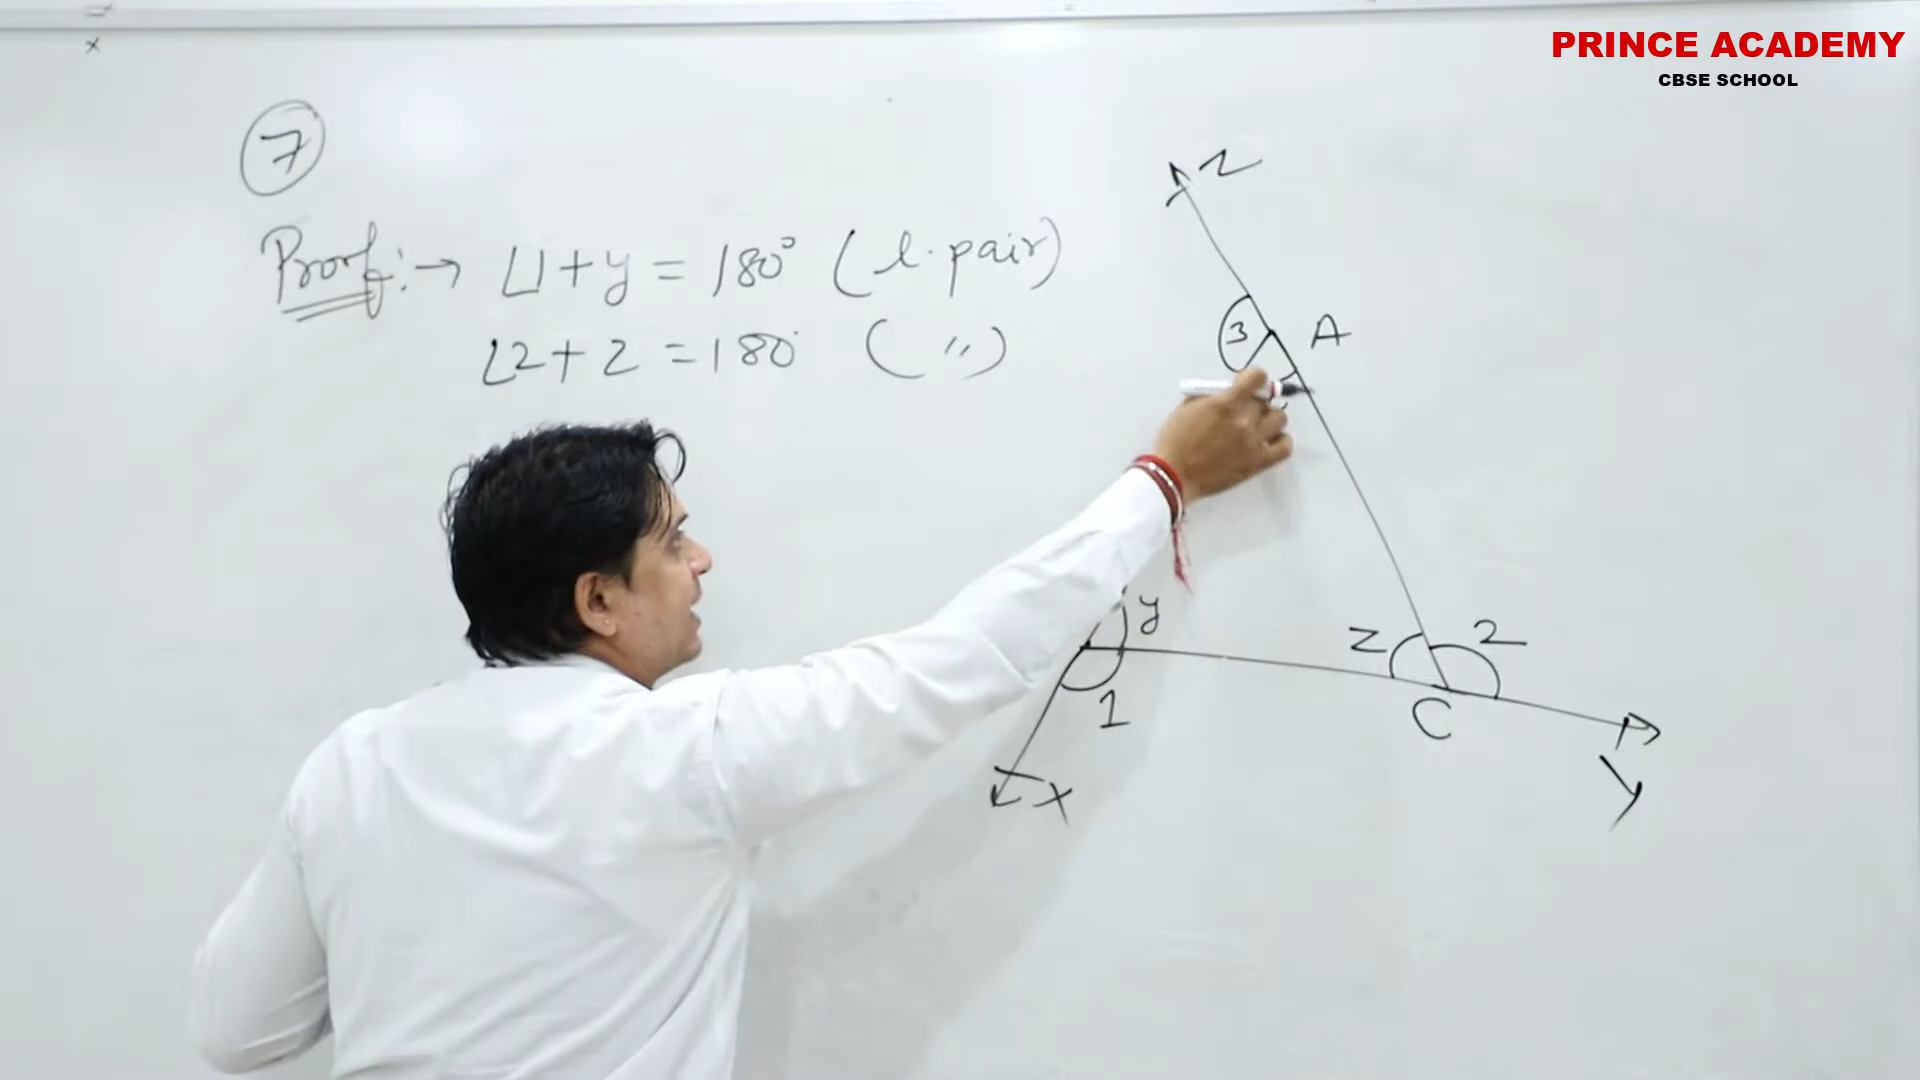 PRINCE ACADEMY
CBSE SCHOOL
7
Proof :→ ∠1 + y = 180° (l. pair)
∠2 + z = 180° ( " )
Z
3
A
y
1
X
Z
2
C
Y